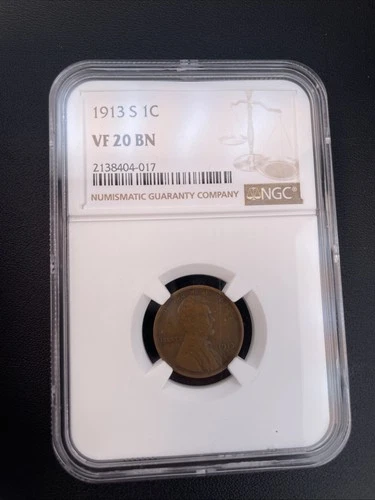 1913 S 1C
VF 20 BN
2138404-017
NUMISMATIC GUARANTY COMPANY
NGC®